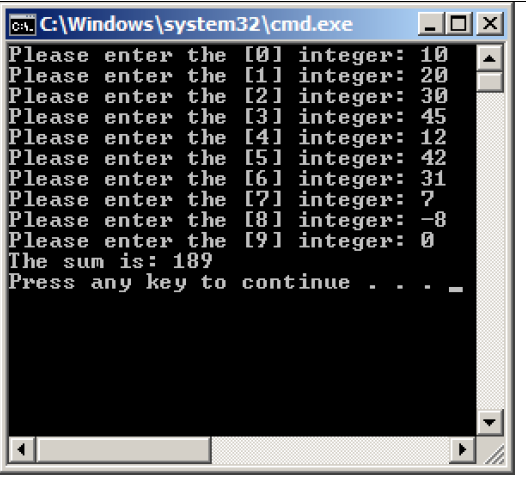 C:\Windows\system32\cmd.exe
Please enter the [0] integer: 10
Please enter the [1] integer: 20
Please enter the [2] integer: 30
Please enter the [3] integer: 45
Please enter the [4] integer: 12
Please enter the [5] integer: 42
Please enter the [6] integer: 31
Please enter the [7] integer: 7
Please enter the [8] integer: -8
Please enter the [9] integer: 0
The sum is: 189
Press any key to continue . . . _